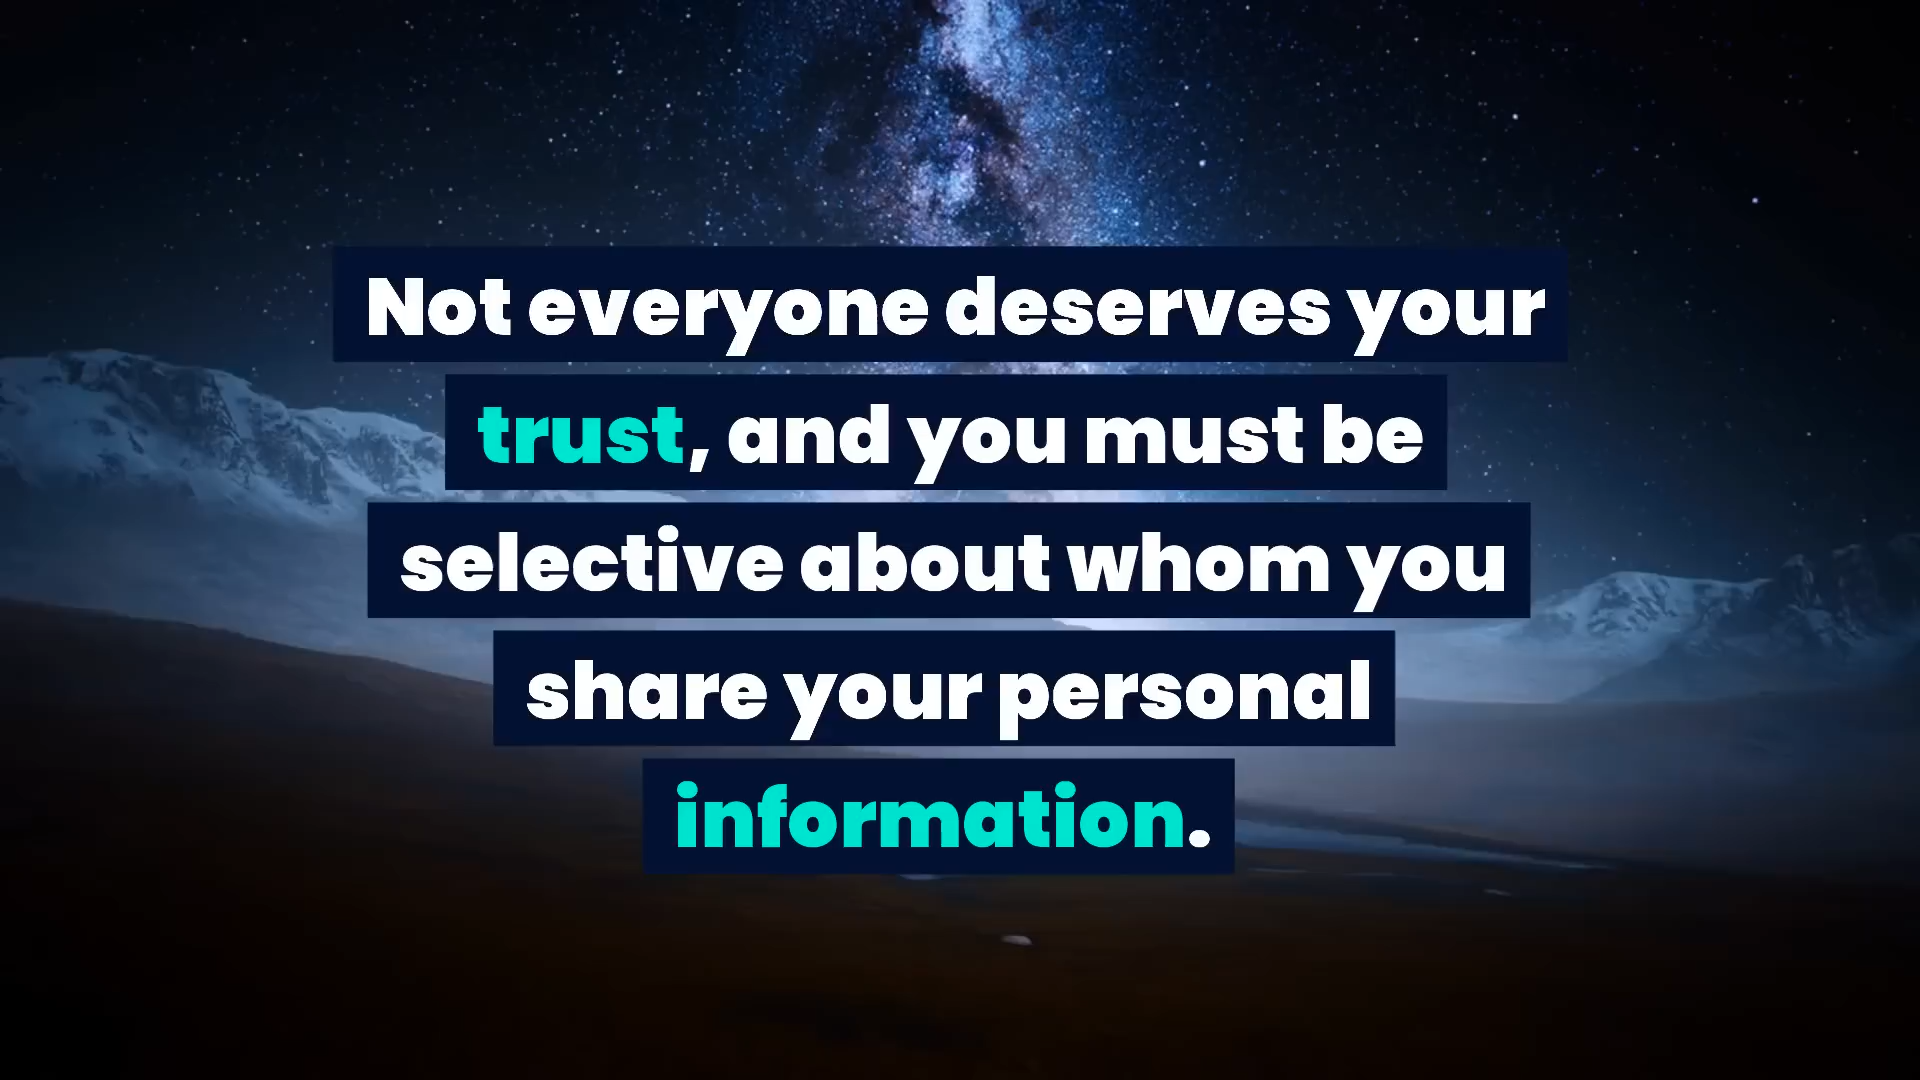 Not everyone deserves your
trust, and you must be
selective about whom you
share your personal
information.